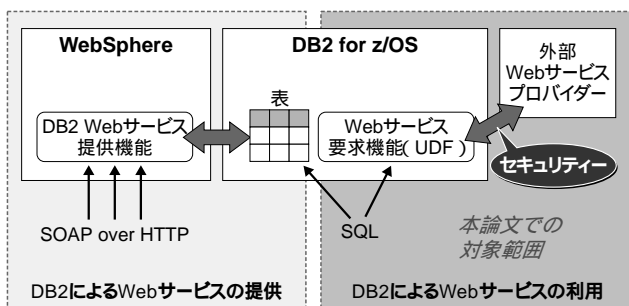 WebSphere
DB2 for z/OS
外部
Webサービス
プロバイダー
表
DB2 Webサービス
提供機能
Webサービス
要求機能( UDF )
セキュリティー
SOAP over HTTP
SQL
本論文での
対象範囲
DB2によるWebサービスの提供
DB2によるWebサービスの利用